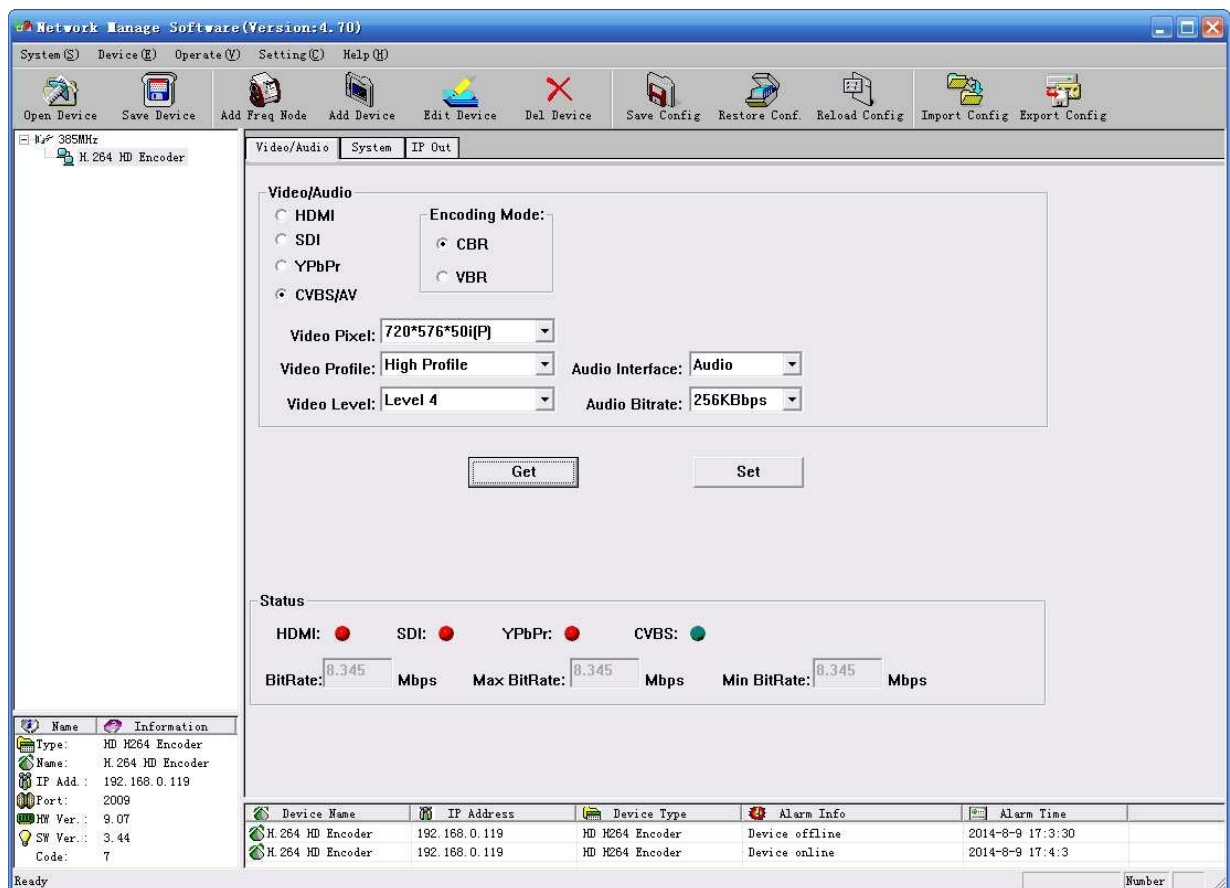 Network Manage Software(Version:4.70)
System(S) Device(E) Operate(V) Setting(C) Help(H)
Open Device Save Device Add Freq Node Add Device Edit Device Del Device Save Config Restore Conf. Reload Config Import Config Export Config
385MHz
H.264 HD Encoder
Video/Audio System IP Out
Video/Audio
HDMI
SDI
YPbPr
CVBS/AV
Encoding Mode:
CBR
VBR
Video Pixel: 720*576*50i(P)
Video Profile: High Profile Audio Interface: Audio
Video Level: Level 4 Audio Bitrate: 256KBbps
Get Set
Status
HDMI: SDI: YPbPr: CVBS:
BitRate: 8.345 Mbps Max BitRate: 8.345 Mbps Min BitRate: 8.345 Mbps
Name Information
Type: HD H264 Encoder
Name: H.264 HD Encoder
IP Add.: 192.168.0.119
Port: 2009
HW Ver.: 9.07
SW Ver.: 3.44
Code: 7
Device Name IP Address Device Type Alarm Info Alarm Time
H.264 HD Encoder 192.168.0.119 HD H264 Encoder Device offline 2014-8-9 17:3:30
H.264 HD Encoder 192.168.0.119 HD H264 Encoder Device online 2014-8-9 17:4:3
Ready Number